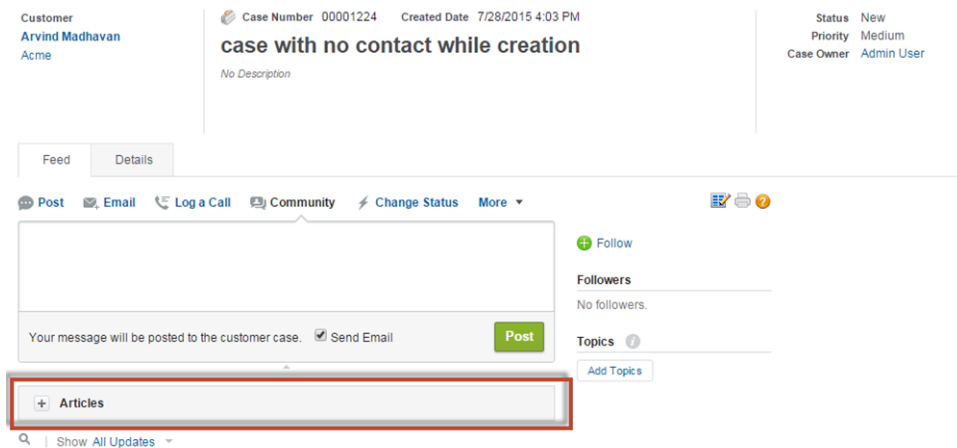 Customer
Arvind Madhavan
Acme
Case Number 00001224 Created Date 7/28/2015 4:03 PM
case with no contact while creation
No Description
Status New
Priority Medium
Case Owner Admin User
Feed Details
Post Email Log a Call Community Change Status More
Your message will be posted to the customer case. Send Email Post
Articles
Show All Updates
Follow
Followers
No followers.
Topics
Add Topics